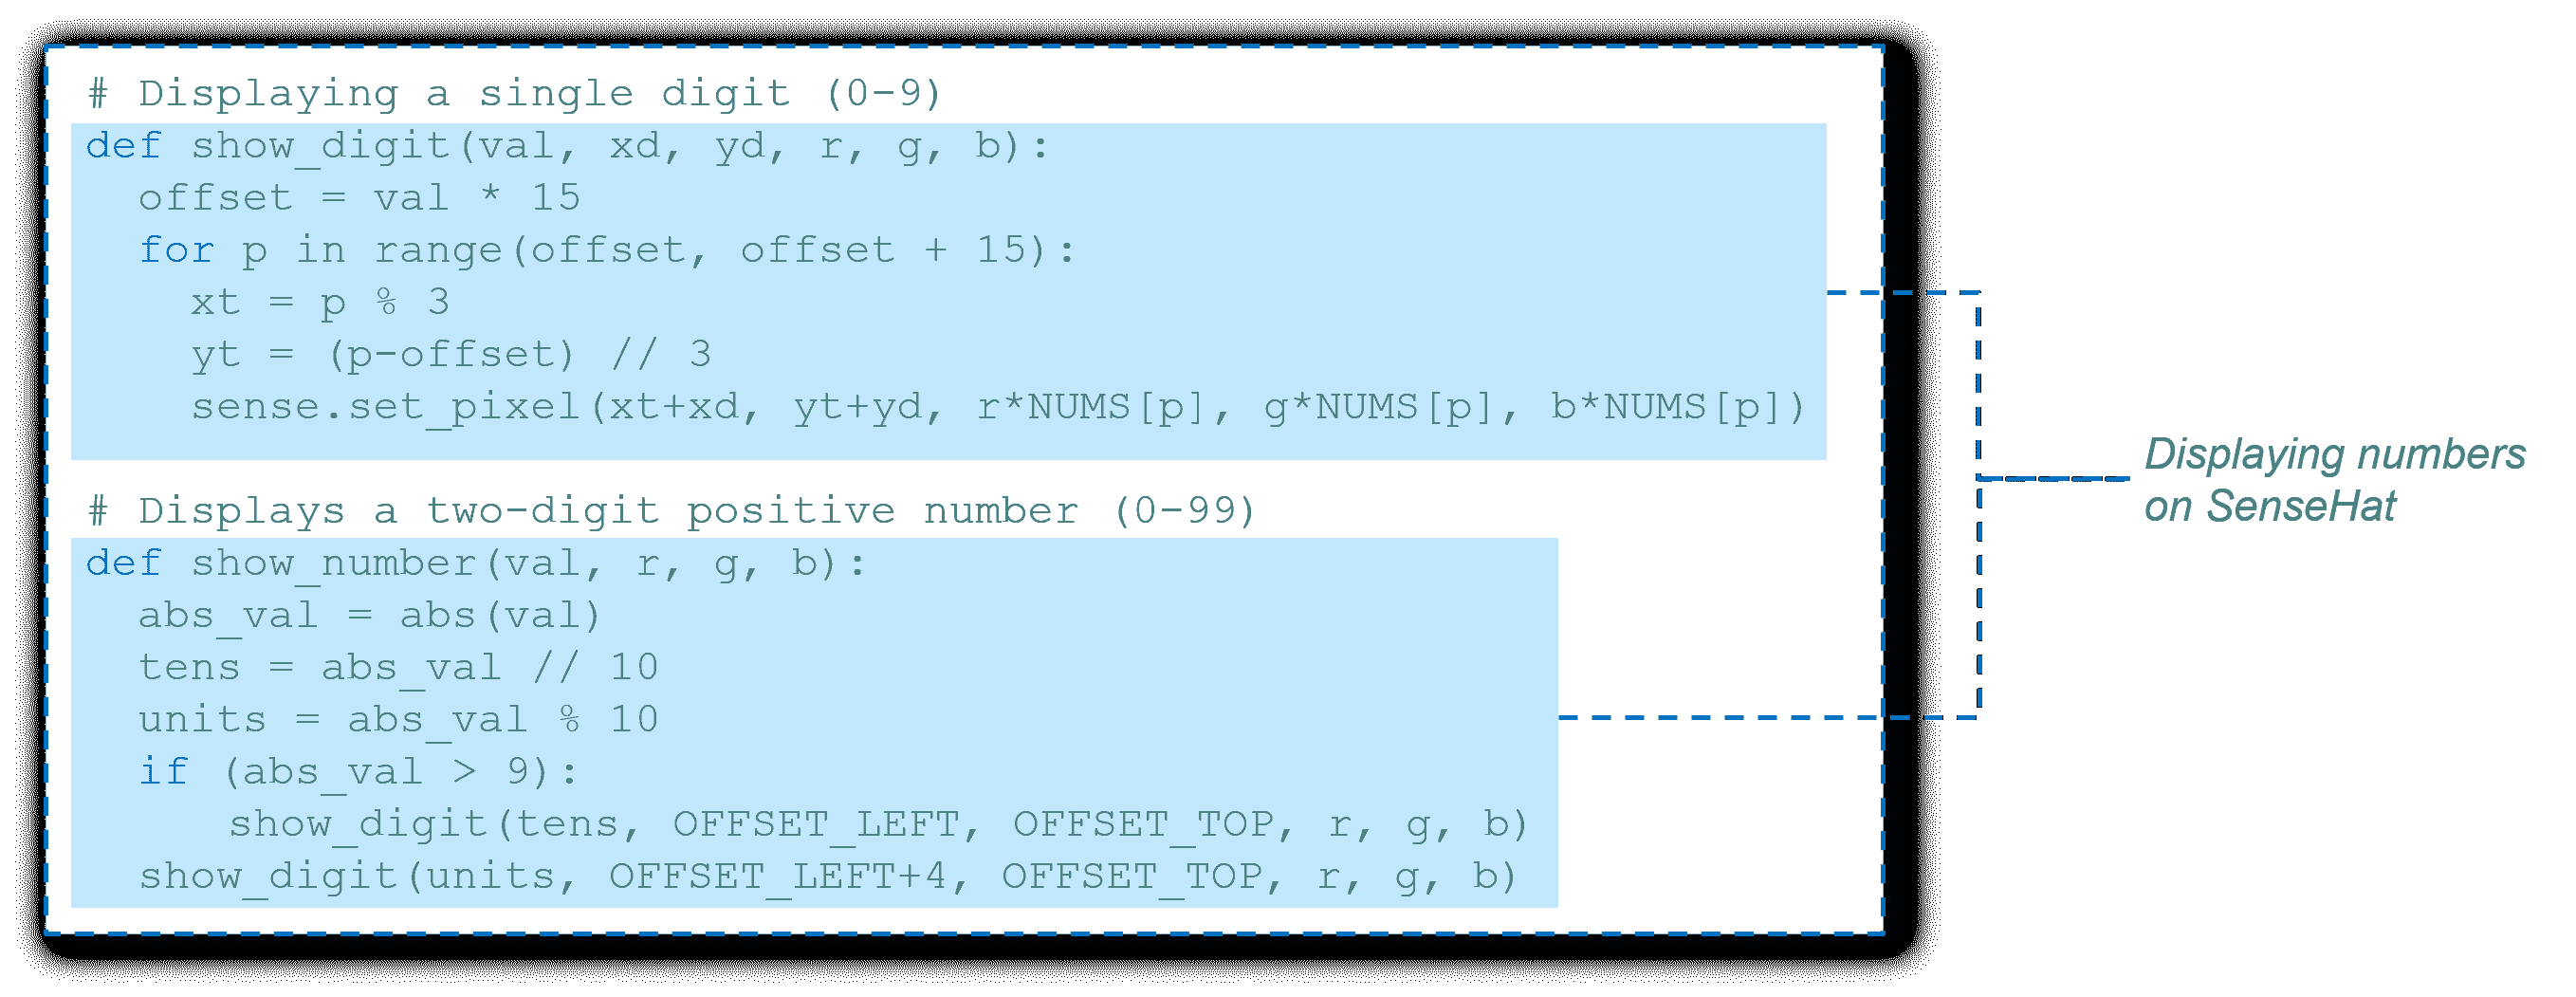 # Displaying a single digit (0-9)
def show_digit(val, xd, yd, r, g, b):
  offset = val * 15
  for p in range(offset, offset + 15):
    xt = p % 3
    yt = (p-offset) // 3
    sense.set_pixel(xt+xd, yt+yd, r*NUMS[p], g*NUMS[p], b*NUMS[p])
# Displays a two-digit positive number (0-99)
def show_number(val, r, g, b):
  abs_val = abs(val)
  tens = abs_val // 10
  units = abs_val % 10
  if (abs_val > 9):
     show_digit(tens, OFFSET_LEFT, OFFSET_TOP, r, g, b)
  show_digit(units, OFFSET_LEFT+4, OFFSET_TOP, r, g, b)
Displaying numbers
on SenseHat